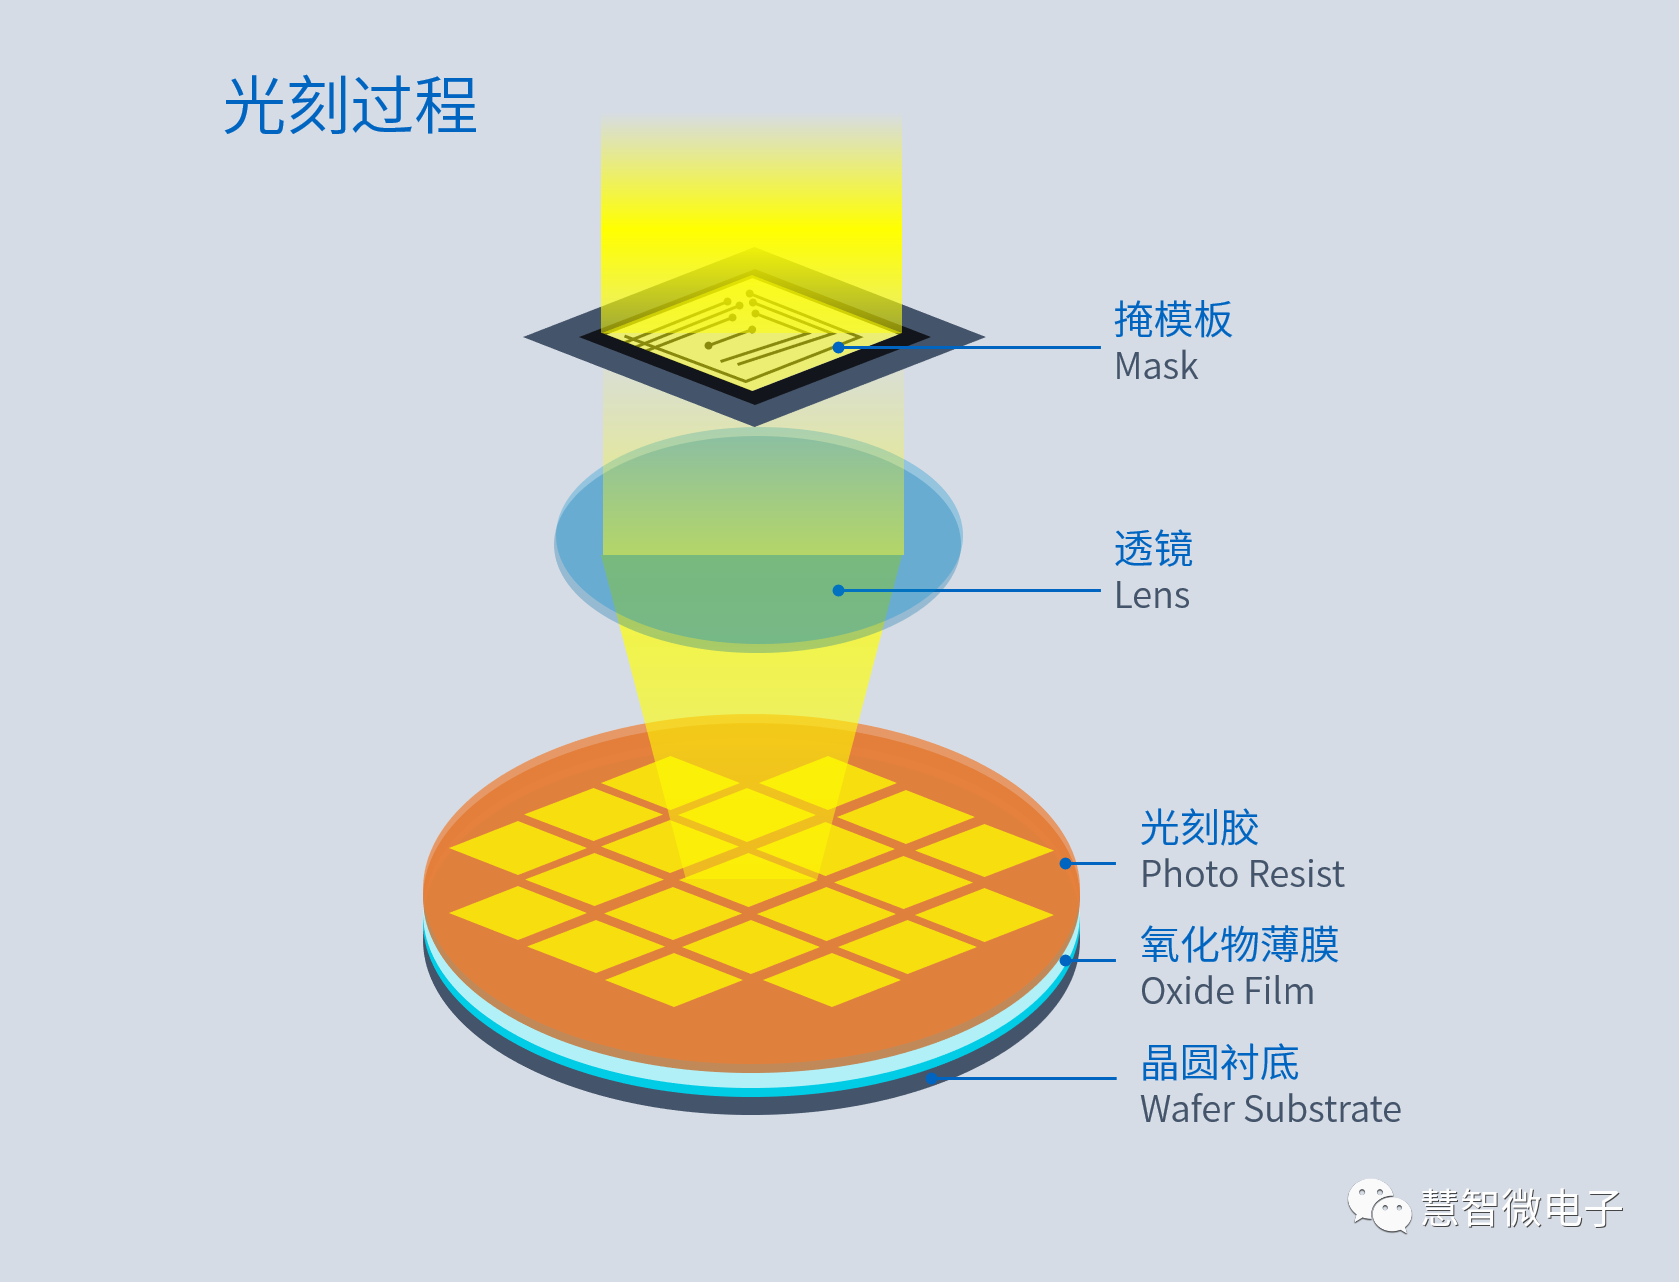 光刻过程
掩模板
Mask
透镜
Lens
光刻胶
Photo Resist
氧化物薄膜
Oxide Film
晶圆衬底
Wafer Substrate
慧智微电子